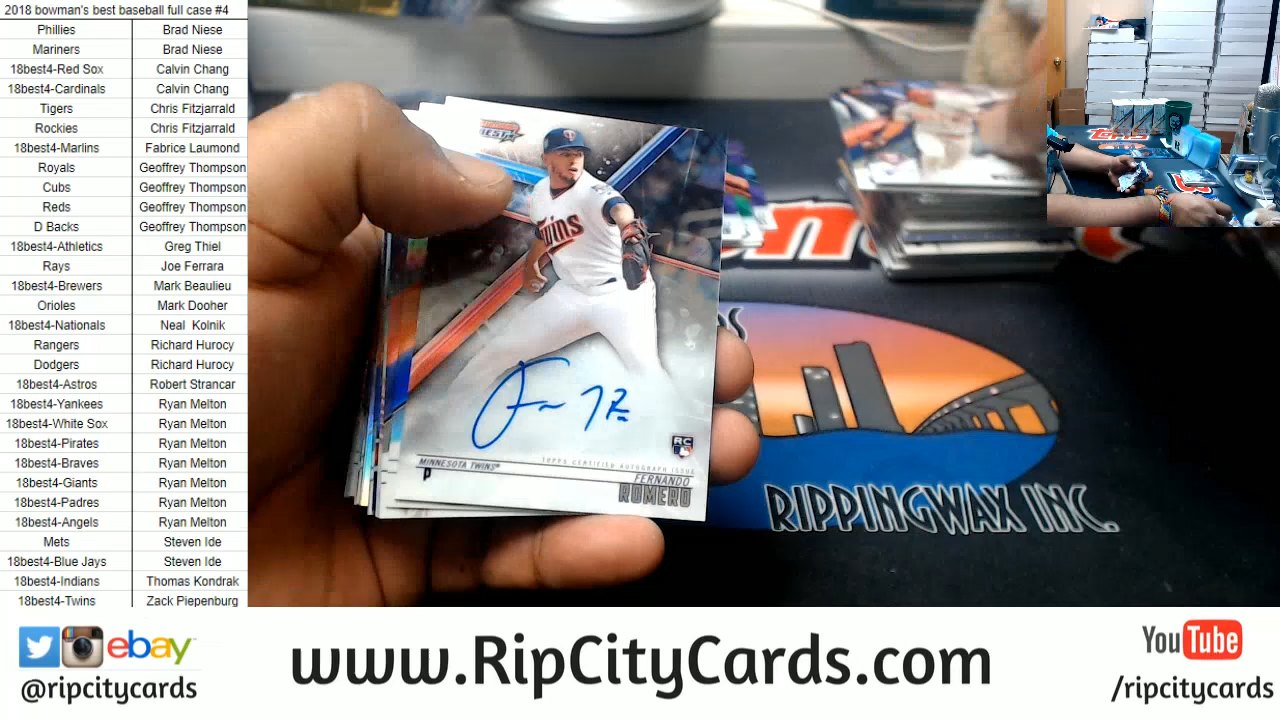 2018 bowman's best baseball full case #4
Phillies Brad Niese
Mariners Brad Niese
18best4-Red Sox Calvin Chang
18best4-Cardinals Calvin Chang
Tigers Chris Fitzjarrald
Rockies Chris Fitzjarrald
18best4-Marlins Fabrice Laumond
Royals Geoffrey Thompson
Cubs Geoffrey Thompson
Reds Geoffrey Thompson
D Backs Geoffrey Thompson
18best4-Athletics Greg Thiel
Rays Joe Ferrara
18best4-Brewers Mark Beaulieu
Orioles Mark Dooher
18best4-Nationals Neal Kolnik
Rangers Richard Hurocy
Dodgers Richard Hurocy
18best4-Astros Robert Strancar
18best4-Yankees Ryan Melton
18best4-White Sox Ryan Melton
18best4-Pirates Ryan Melton
18best4-Braves Ryan Melton
18best4-Giants Ryan Melton
18best4-Padres Ryan Melton
18best4-Angels Ryan Melton
Mets Steven Ide
18best4-Blue Jays Steven Ide
18best4-Indians Thomas Kondrak
18best4-Twins Zack Piepenburg
BEST
Twins
RC
TOPPS CERTIFIED AUTOGRAPH ISSUE
MINNESOTA TWINS®
P
FERNANDO
ROMERO
RIPPINGWAX INC.
Topps
ebay
@ripcitycards
www.RipCityCards.com
YouTube
/ripcitycards